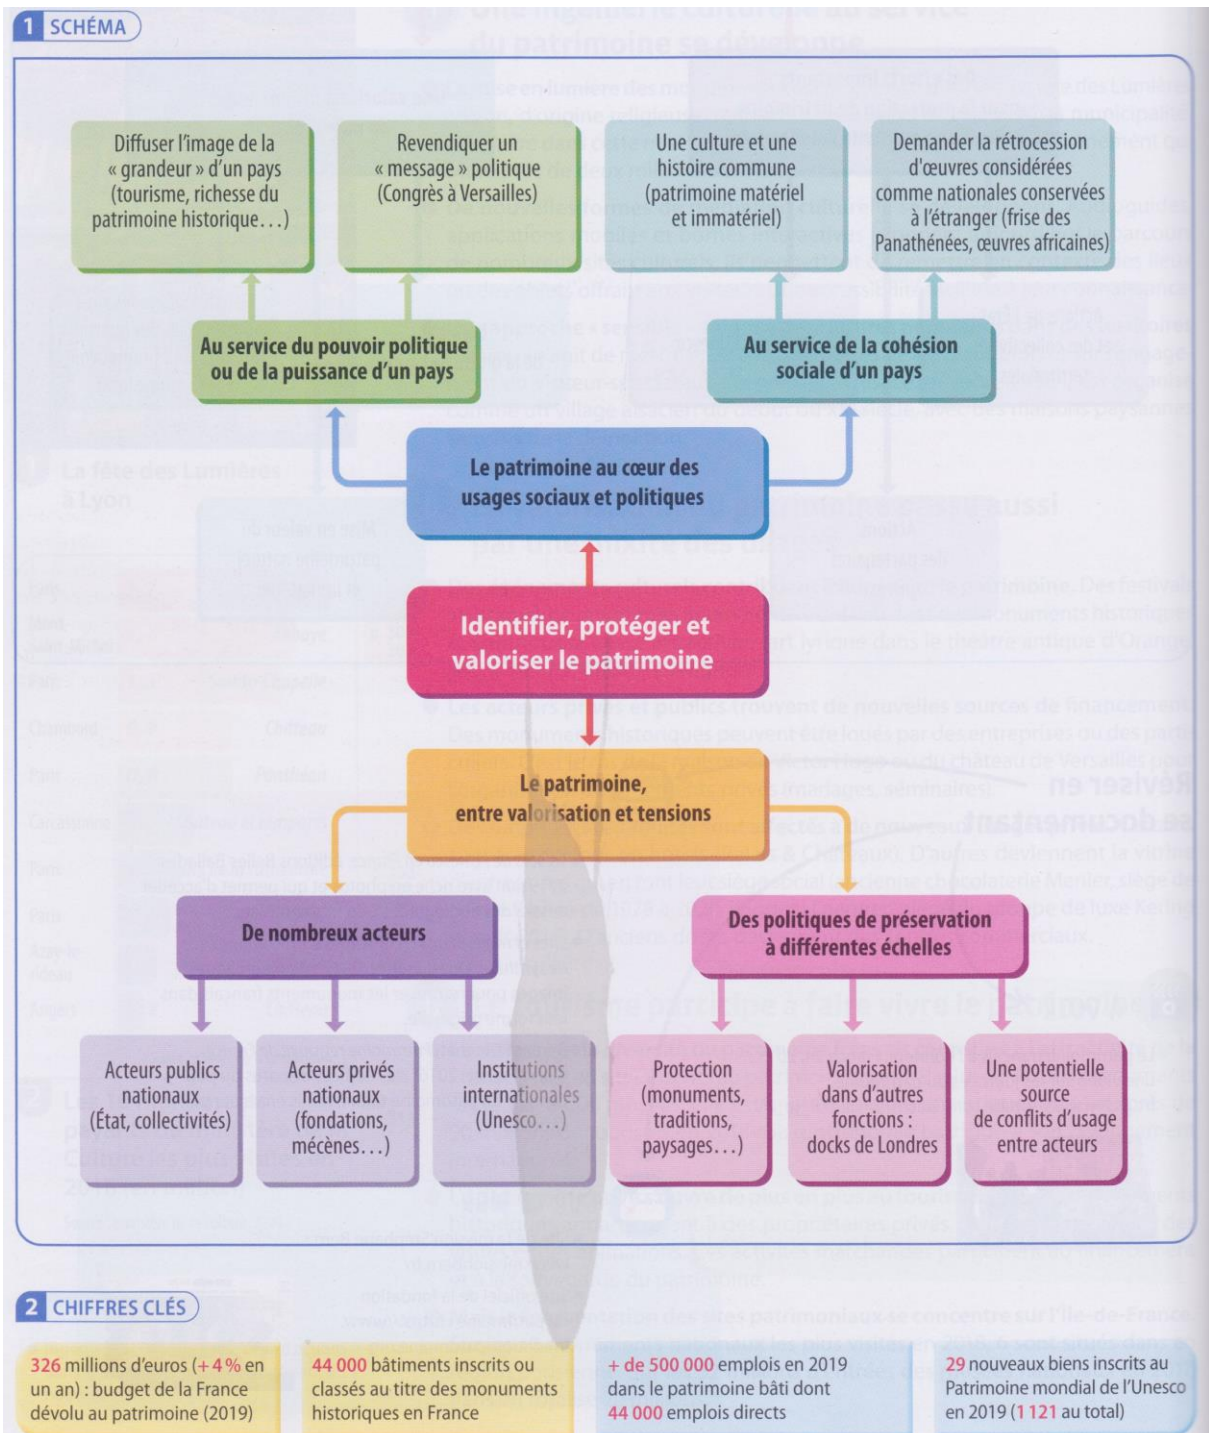 1 SCHÉMA
Diffuser l'image de la
« grandeur » d'un pays
(tourisme, richesse du
patrimoine historique…)
Revendiquer un
« message » politique
(Congrès à Versailles)
Une culture et une
histoire commune
(patrimoine matériel
et immatériel)
Demander la rétrocession
d'œuvres considérées
comme nationales conservées
à l'étranger (frise des
Panathénées, œuvres africaines)
Au service du pouvoir politique
ou de la puissance d'un pays
Au service de la cohésion
sociale d'un pays
Le patrimoine au cœur des
usages sociaux et politiques
Identifier, protéger et
valoriser le patrimoine
Le patrimoine,
entre valorisation et tensions
De nombreux acteurs
Des politiques de préservation
à différentes échelles
Acteurs publics
nationaux
(État, collectivités)
Acteurs privés
nationaux
(fondations,
mécènes…)
Institutions
internationales
(Unesco…)
Protection
(monuments,
traditions,
paysages…)
Valorisation
dans d'autres
fonctions :
docks de Londres
Une potentielle
source
de conflits d'usage
entre acteurs
2 CHIFFRES CLÉS
326 millions d'euros (+ 4 % en
un an) : budget de la France
dévolu au patrimoine (2019)
44 000 bâtiments inscrits ou
classés au titre des monuments
historiques en France
+ de 500 000 emplois en 2019
dans le patrimoine bâti dont
44 000 emplois directs
29 nouveaux biens inscrits au
Patrimoine mondial de l'Unesco
en 2019 (1 121 au total)